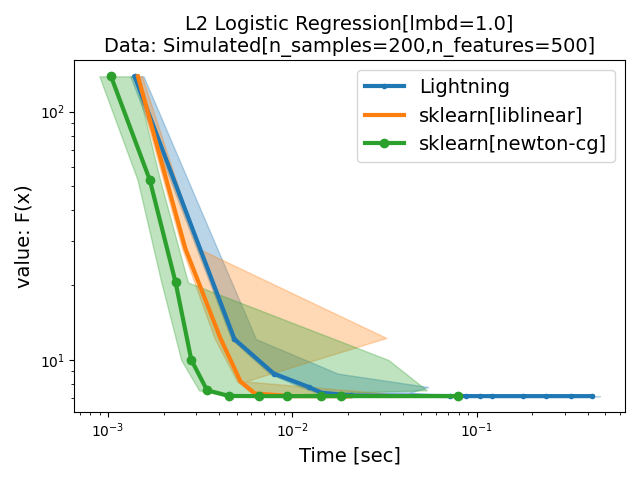 L2 Logistic Regression[lmbd=1.0]
Data: Simulated[n_samples=200,n_features=500]
Lightning
sklearn[liblinear]
sklearn[newton-cg]
value: F(x)
10²
10¹
10⁻³
10⁻²
10⁻¹
Time [sec]